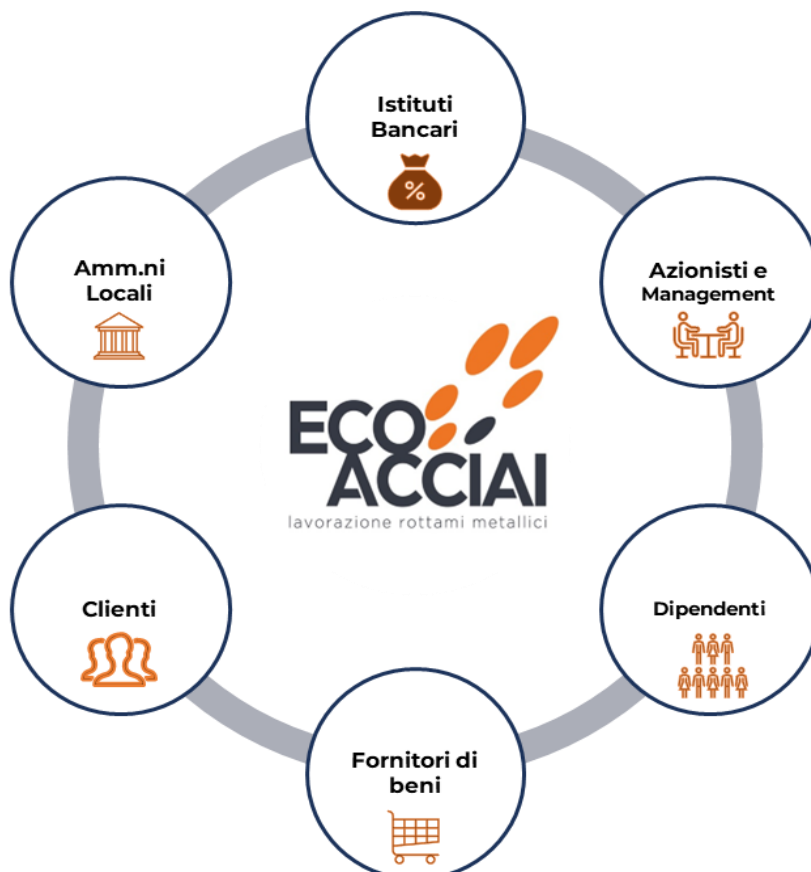 Istituti
Bancari
%
Azionisti e
Management
Dipendenti
Fornitori di
beni
Clienti
Amm.ni
Locali
ECO
ACCIAI
lavorazione rottami metallici